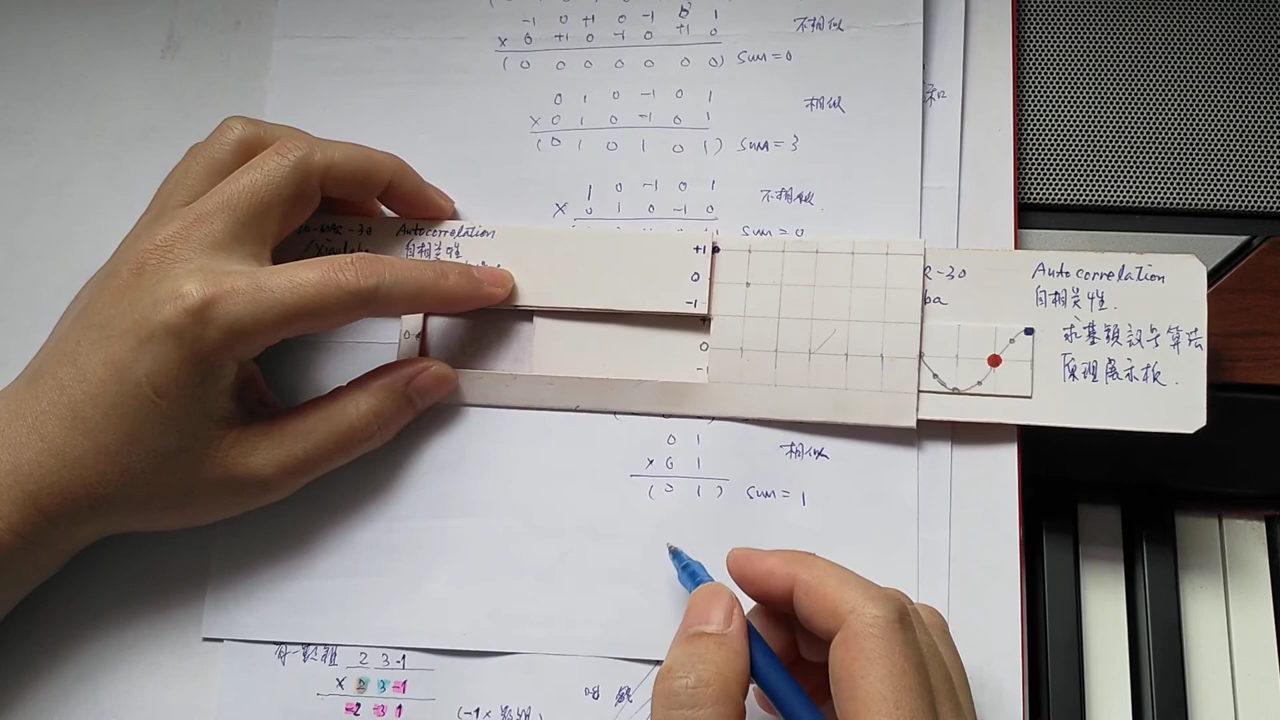 -1 0 +1 0 -1 0 1 不相似
× 0 +1 0 -1 0 +1 0
(0 0 0 0 0 0 0) SUM=0
0 1 0 -1 0 1 相似
×0 1 0 -1 0 1
(0 1 0 1 0 1) SUM=3
1 0 -1 0 1 不相似
× 0 1 0 -1 0
SUM=0
Autocorrelation
自相关性
+1
0
-1
0
-
-30
ba
Autocorrelation
自相关性.
求基频议号算法
原理展示板.
0 1 相似
× 0 1
(0 1) SUM=1
2 3 -1
× 2 3 -1
-2 -3 1
和